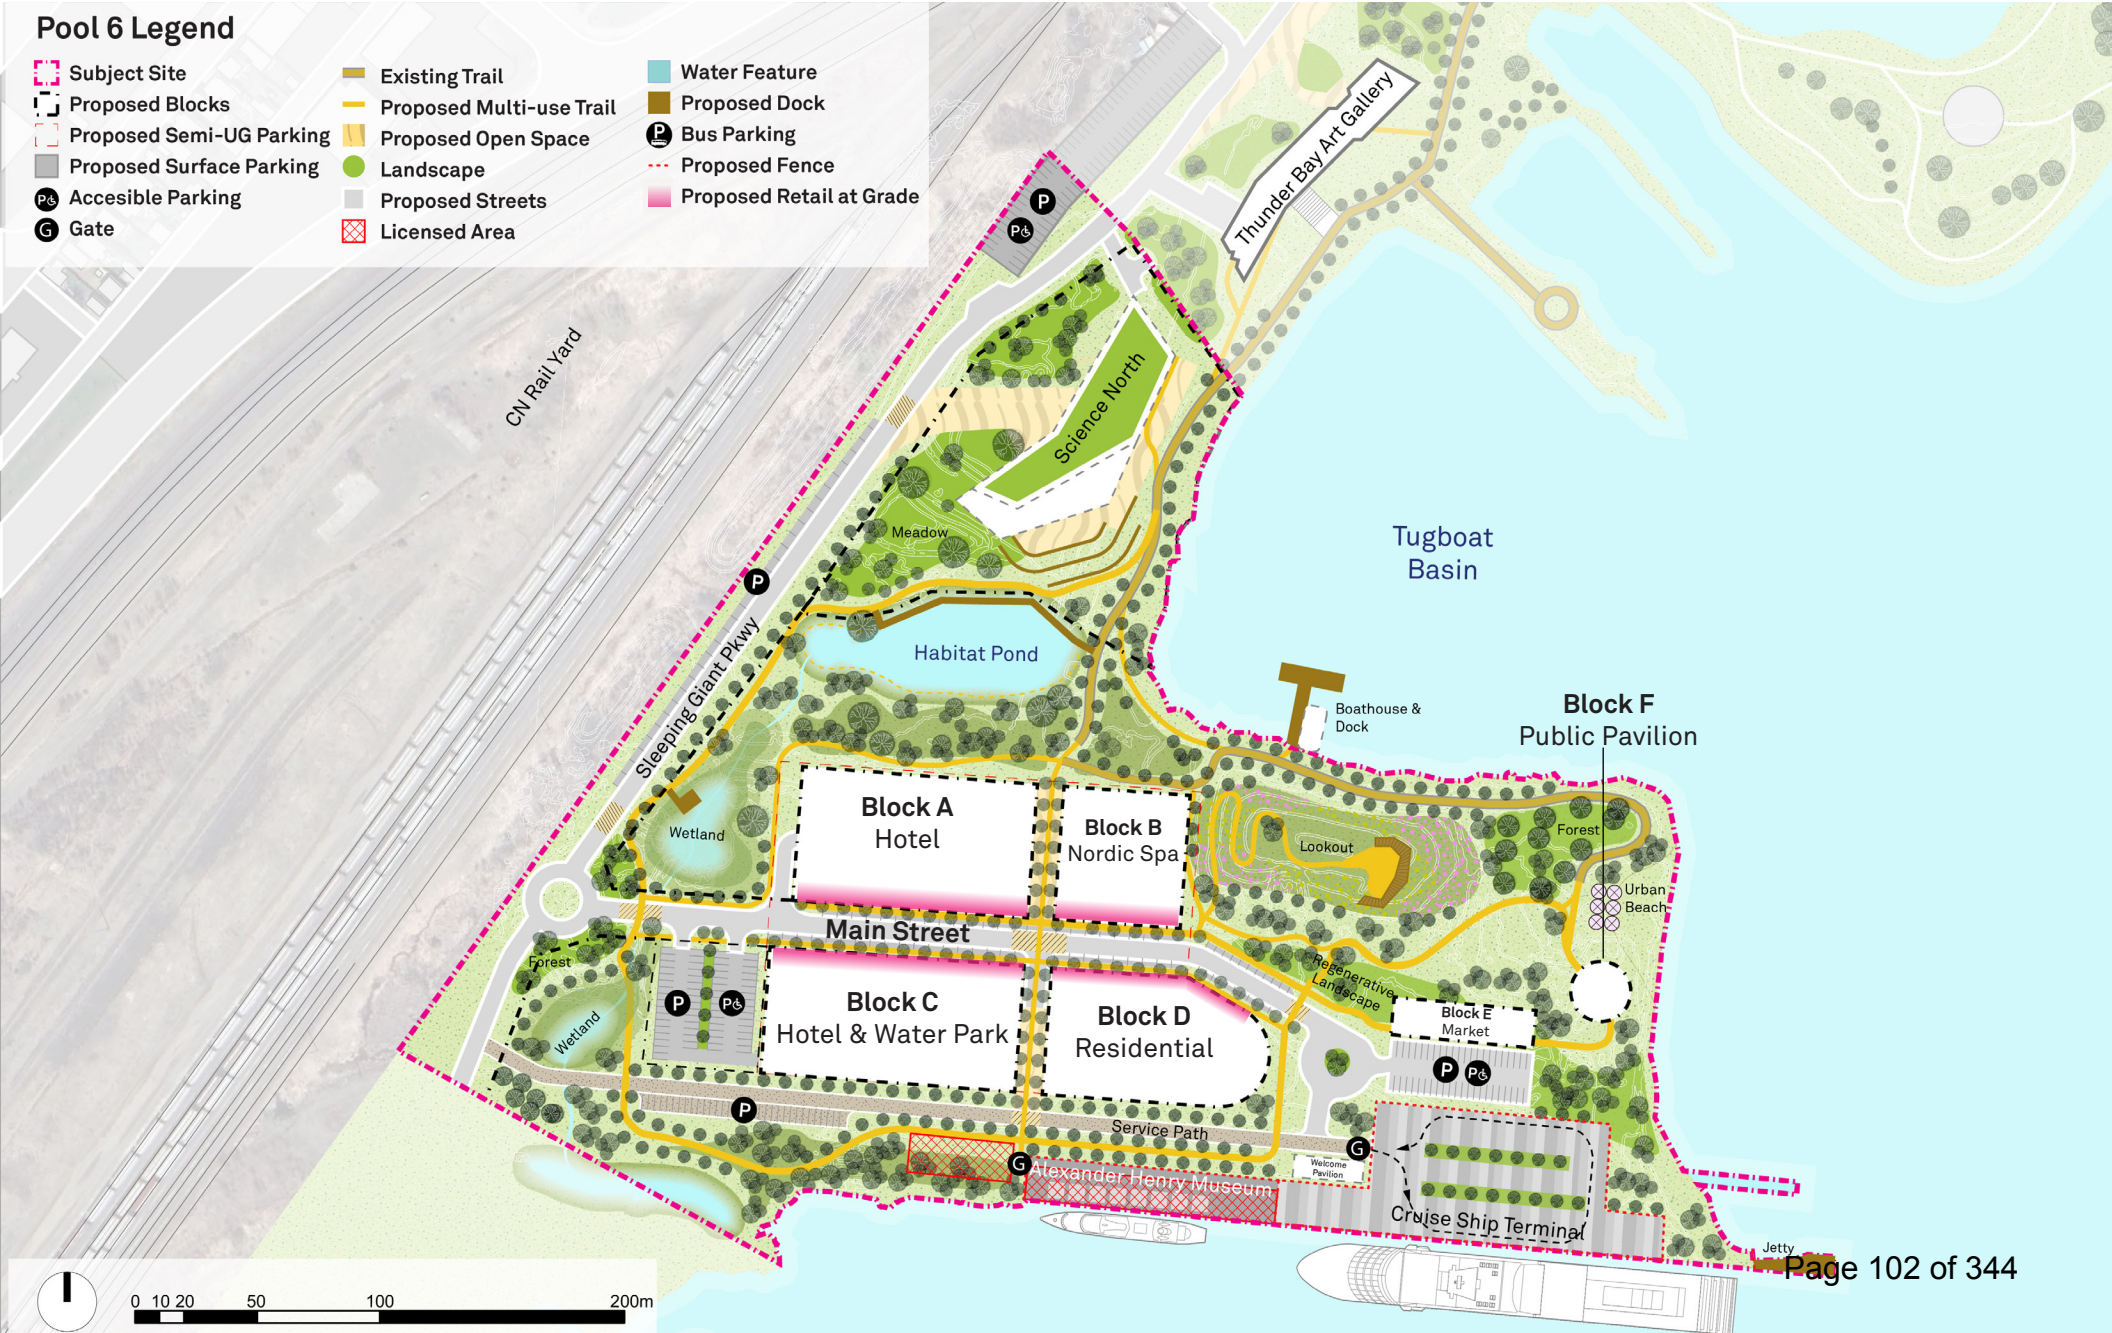 Pool 6 Legend
Subject Site
Proposed Blocks
Proposed Semi-UG Parking
Proposed Surface Parking
P Accesible Parking
G Gate
Existing Trail
Proposed Multi-use Trail
Proposed Open Space
Landscape
Proposed Streets
Licensed Area
Water Feature
Proposed Dock
P Bus Parking
Proposed Fence
Proposed Retail at Grade
Thunder Bay Art Gallery
P
P
CN Rail Yard
Science North
Meadow
P
Tugboat
Basin
Habitat Pond
Sleeping Giant Pkwy
Boathouse &
Dock
Block F
Public Pavilion
Wetland
Block A
Hotel
Block B
Nordic Spa
Lookout
Forest
Urban
Beach
Main Street
Forest
Wetland
P
P
Block C
Hotel & Water Park
Block D
Residential
Regenerative
Landscape
Block E
Market
P
P
P
Service Path
G
G
Welcome
Pavilion
Alexander Henry Museum
Cruise Ship Terminal
Jetty
Page 102 of 344
0 10 20 50 100 200m